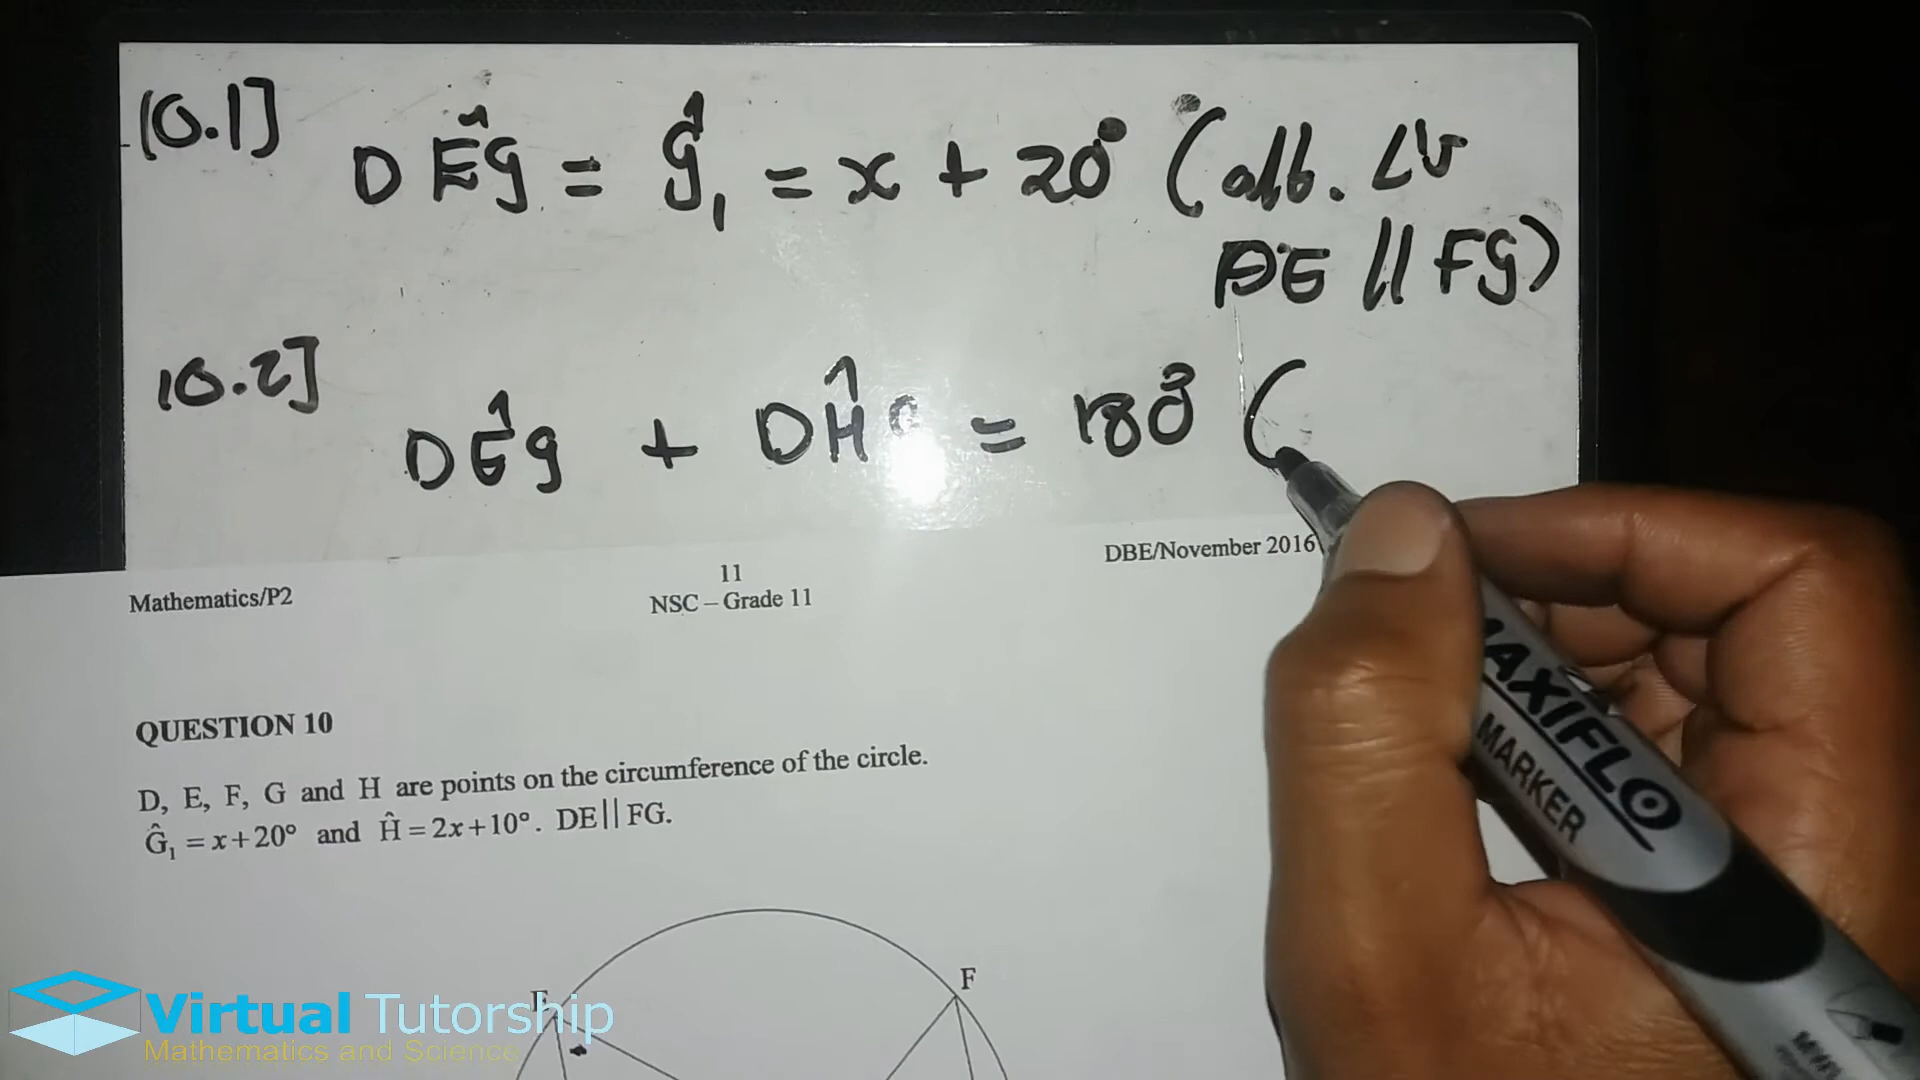 10.1]
DÊG = Ĝ₁ = x + 20° (alt. ∠s
DE // FG)
10.2]
DÊG + DĤG = 180° (
DBE/November 2016
11
Mathematics/P2
NSC – Grade 11
QUESTION 10
D, E, F, G and H are points on the circumference of the circle.
Ĝ₁ = x + 20° and Ĥ = 2x + 10°. DE || FG.
F
E
MAXIFLO
MARKER
Virtual Tutorship
Mathematics and Science